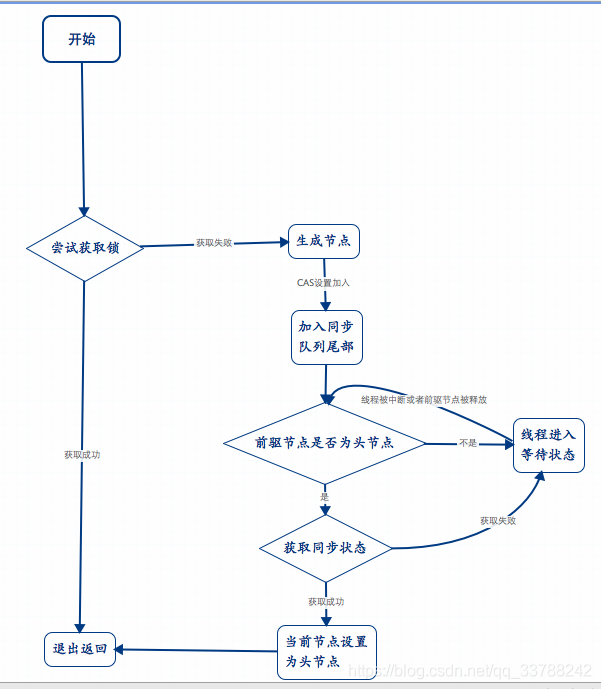 开始
尝试获取锁
获取失败
生成节点
CAS设置加入
加入同步
队列尾部
线程被中断或者前驱节点被释放
前驱节点是否为头节点
不是
线程进入
等待状态
获取成功
是
获取同步状态
获取失败
获取成功
退出返回
当前节点设置
为头节点
https://blog.csdn.net/qq_33788242